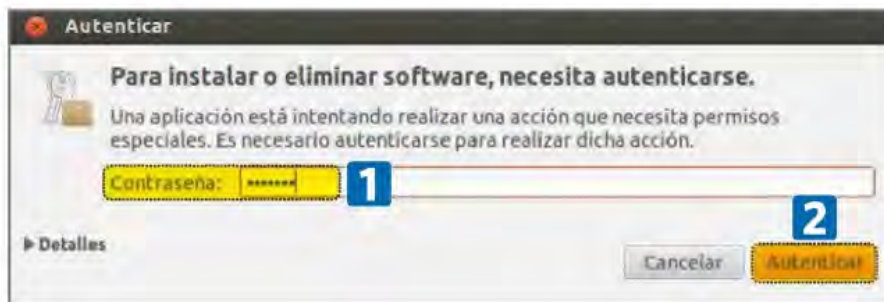 Autenticar
Para instalar o eliminar software, necesita autenticarse.
Una aplicación está intentando realizar una acción que necesita permisos
especiales. Es necesario autenticarse para realizar dicha acción.
Contraseña: •••••••
1
2
Detalles
Cancelar
Autenticar